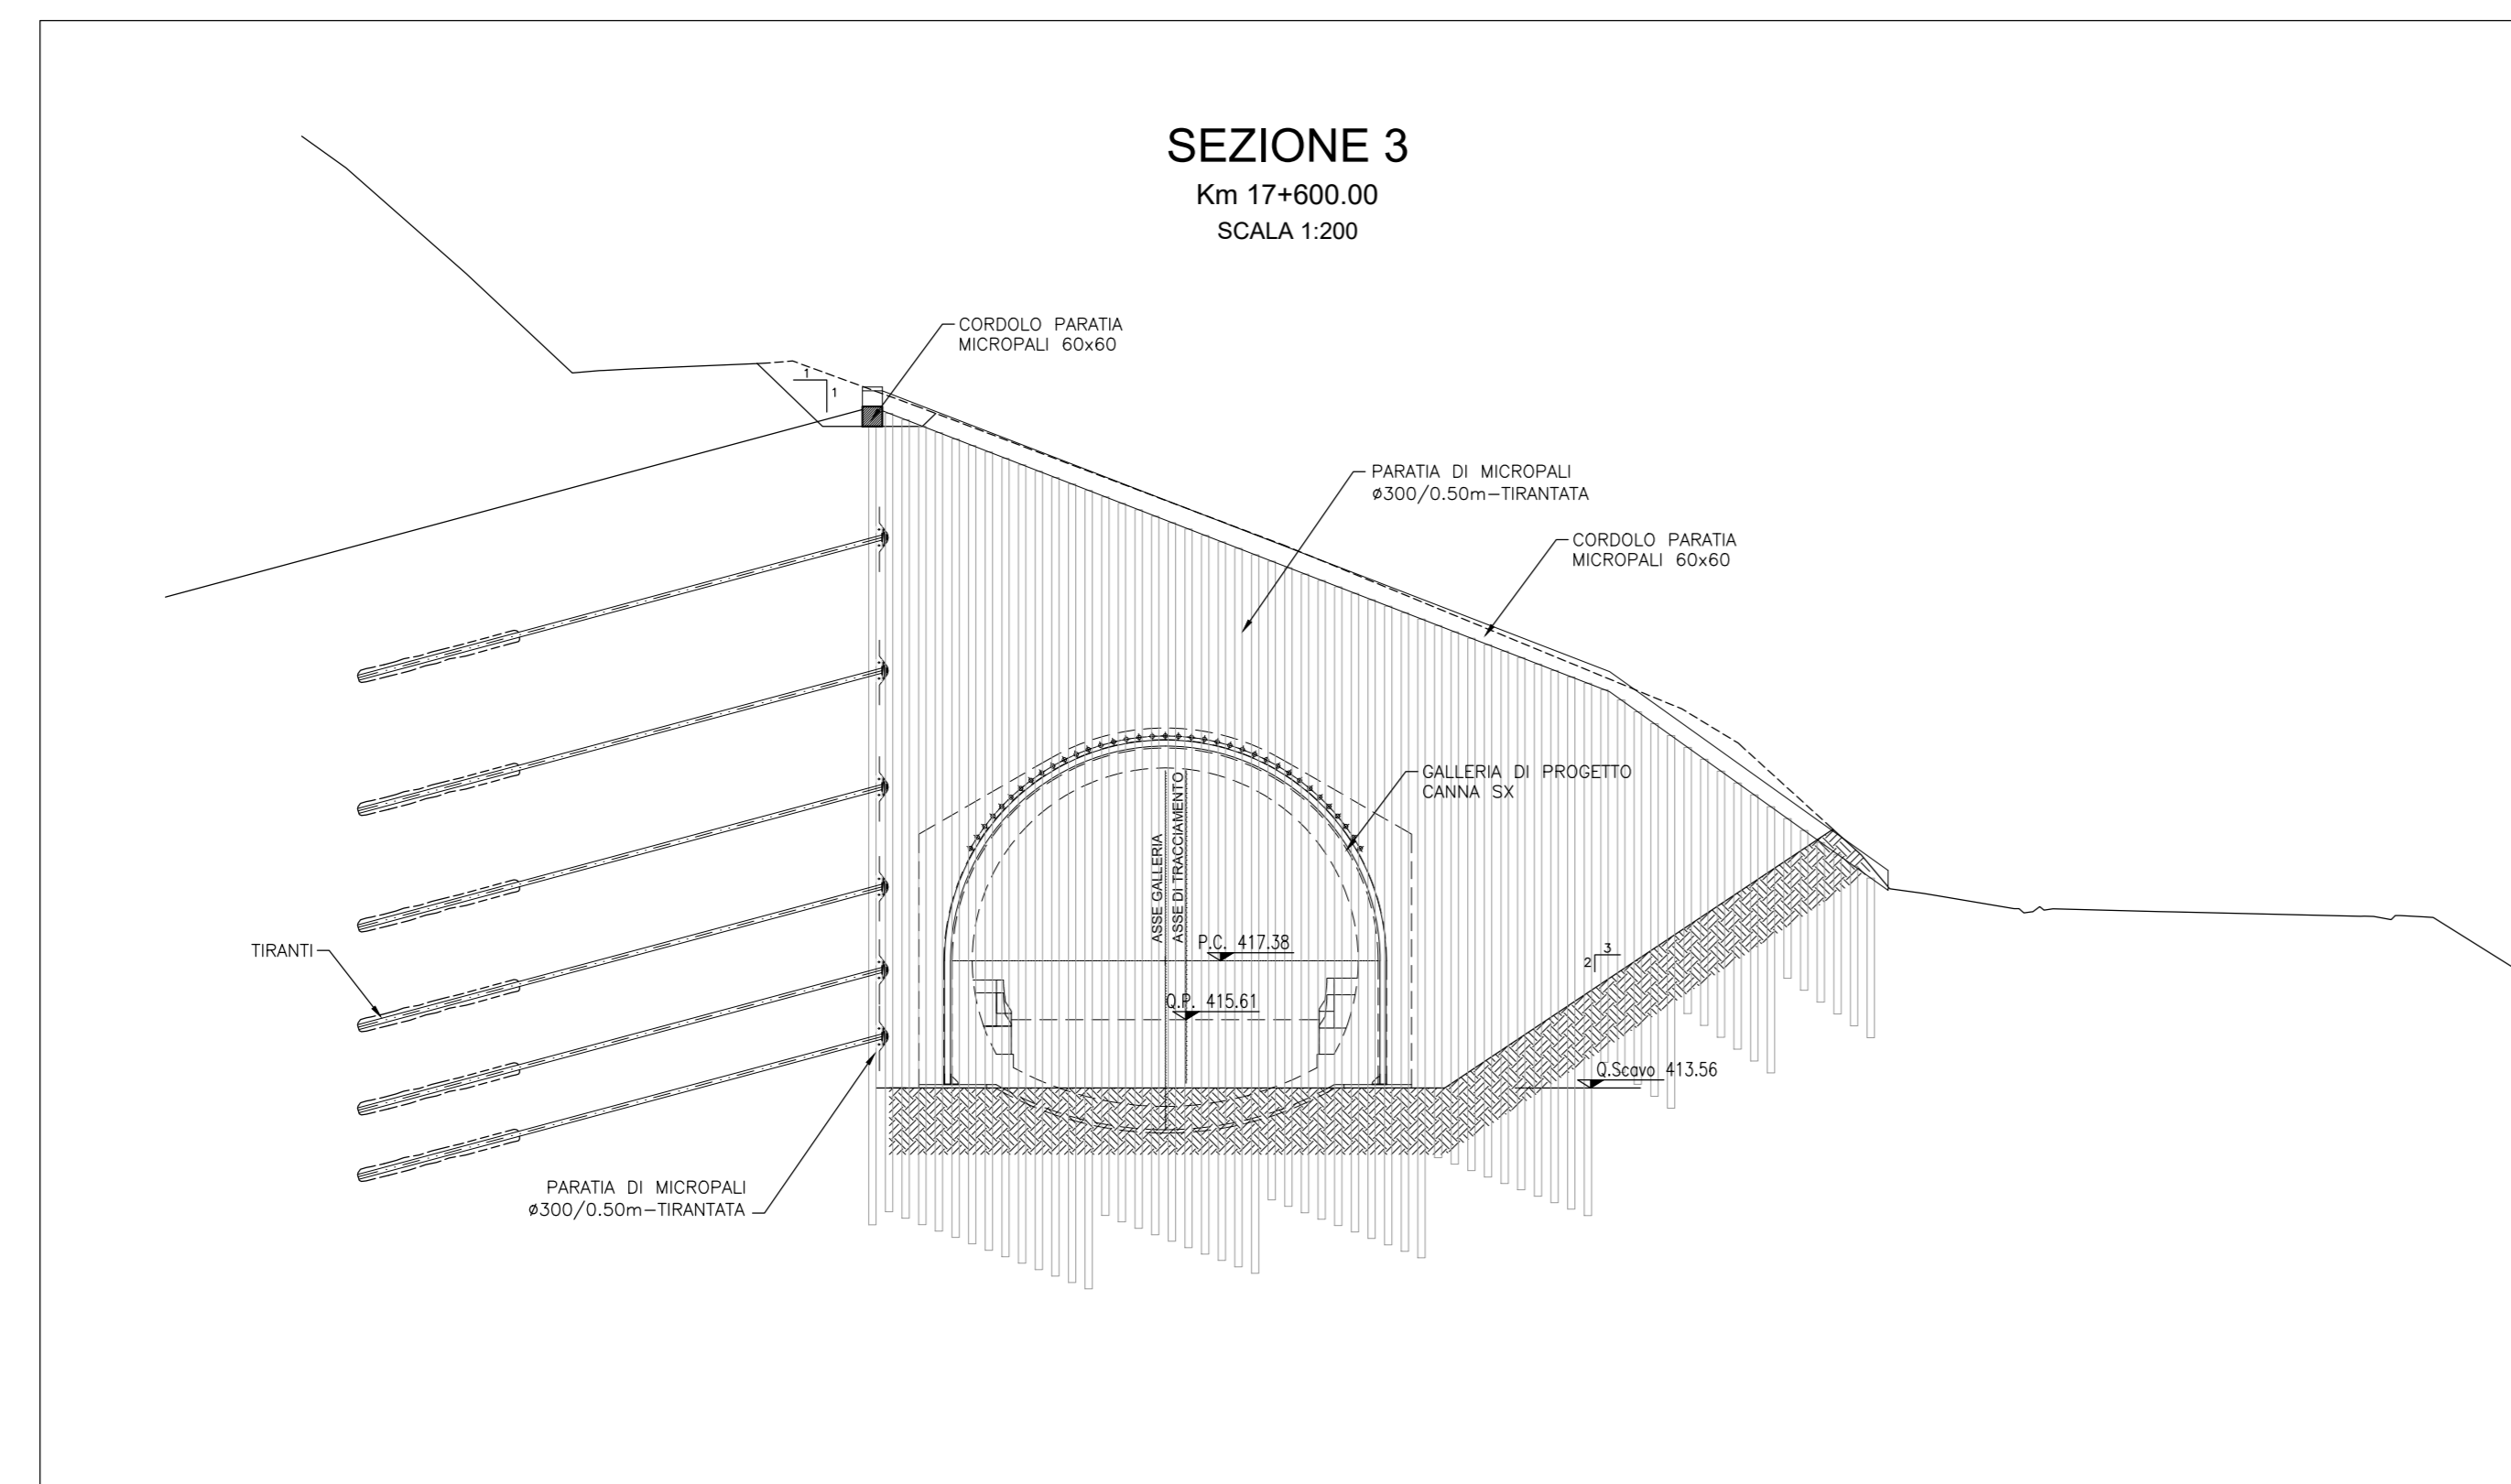 SEZIONE 3
Km 17+600.00
SCALA 1:200
CORDOLO PARATIA
MICROPALI 60x60
1
1
PARATIA DI MICROPALI
ø300/0.50m-TIRANTATA
CORDOLO PARATIA
MICROPALI 60x60
GALLERIA DI PROGETTO
CANNA SX
ASSE GALLERIA
ASSE DI TRACCIAMENTO
P.C. 417.38
TIRANTI
3
2
Q.P. 415.61
Q.Scavo 413.56
PARATIA DI MICROPALI
ø300/0.50m-TIRANTATA